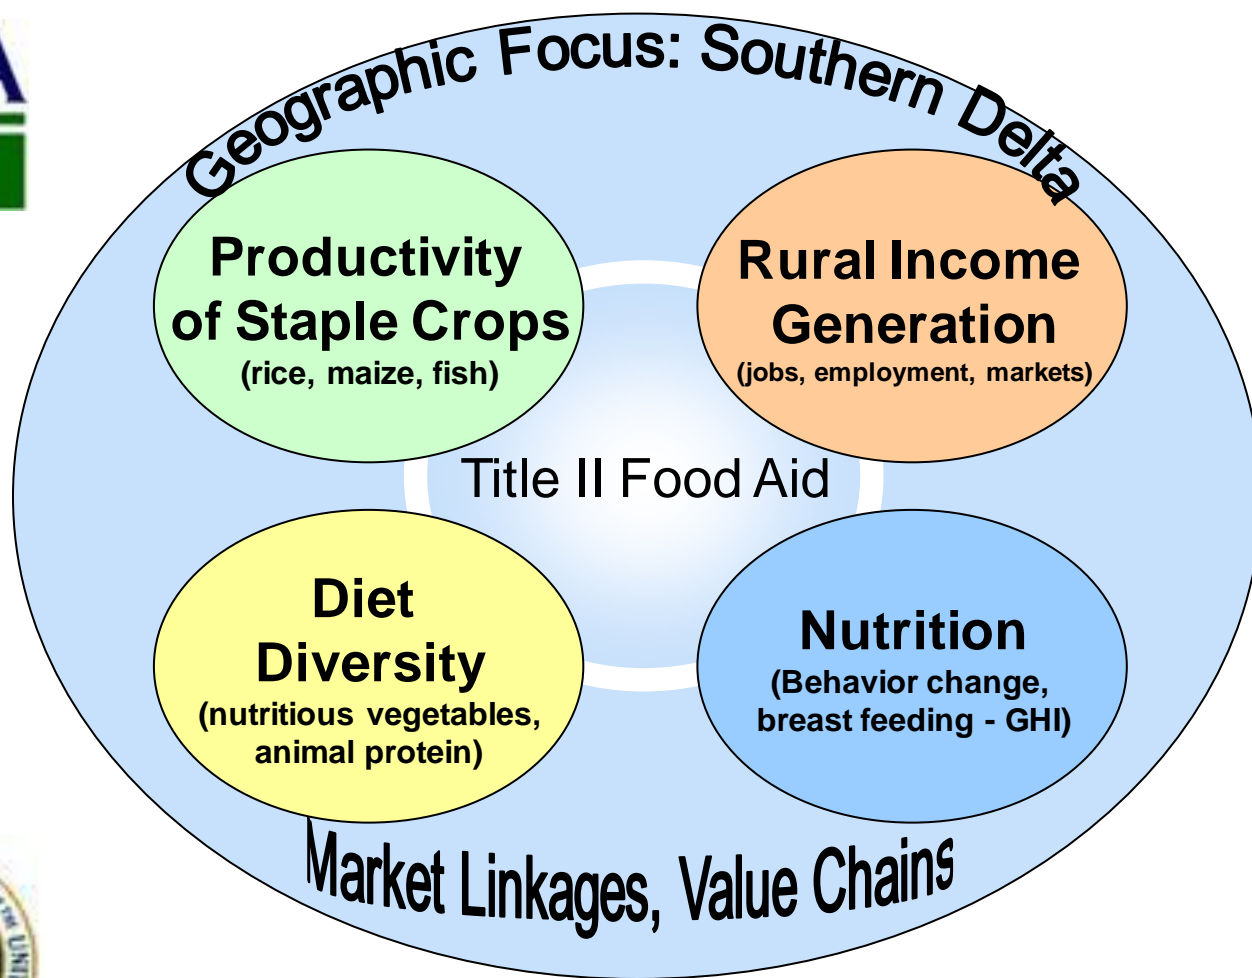 Geographic Focus: Southern Delta
Productivity
of Staple Crops
(rice, maize, fish)
Rural Income
Generation
(jobs, employment, markets)
Title II Food Aid
Diet
Diversity
(nutritious vegetables,
animal protein)
Nutrition
(Behavior change,
breast feeding - GHI)
Market Linkages, Value Chains